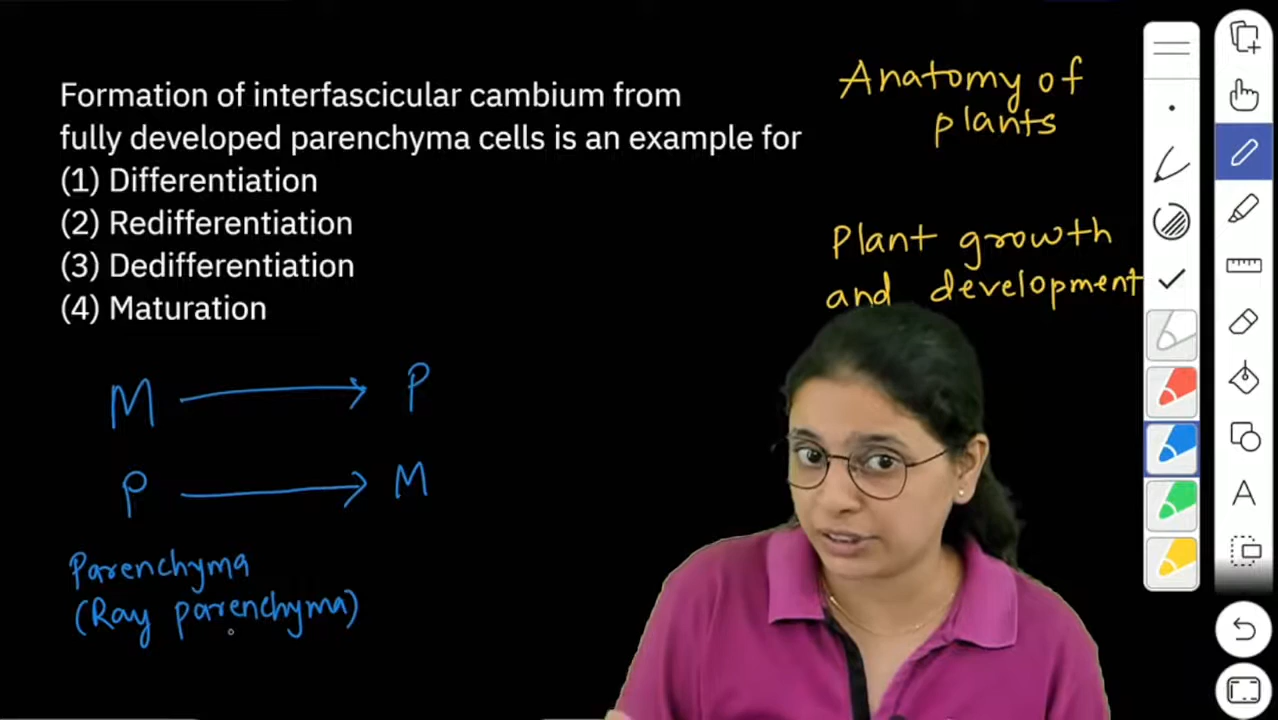 Formation of interfascicular cambium from
fully developed parenchyma cells is an example for
(1) Differentiation
(2) Redifferentiation
(3) Dedifferentiation
(4) Maturation
Anatomy of
plants
Plant growth
and development
M → P
P → M
Parenchyma
(Ray parenchyma)
A